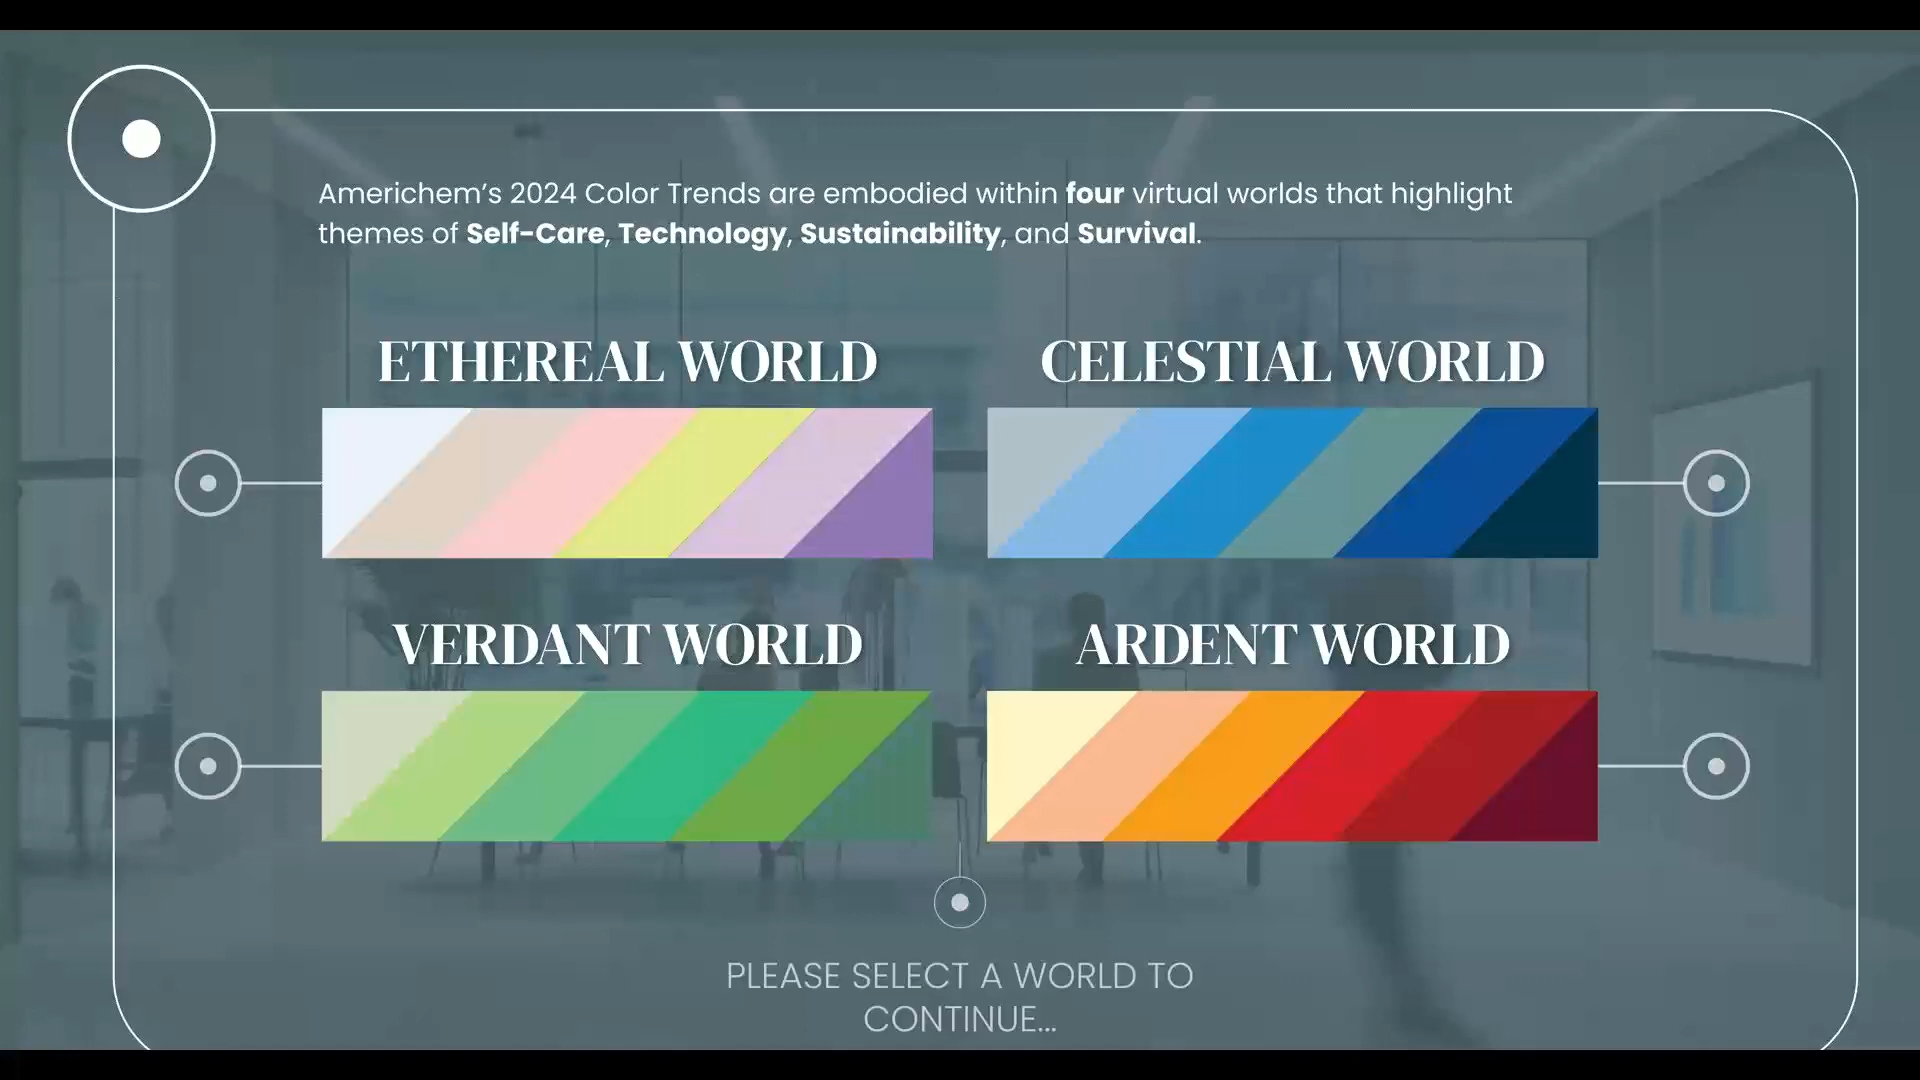 Americhem’s 2024 Color Trends are embodied within four virtual worlds that highlight
themes of Self-Care, Technology, Sustainability, and Survival.
ETHEREAL WORLD
CELESTIAL WORLD
VERDANT WORLD
ARDENT WORLD
PLEASE SELECT A WORLD TO
CONTINUE...